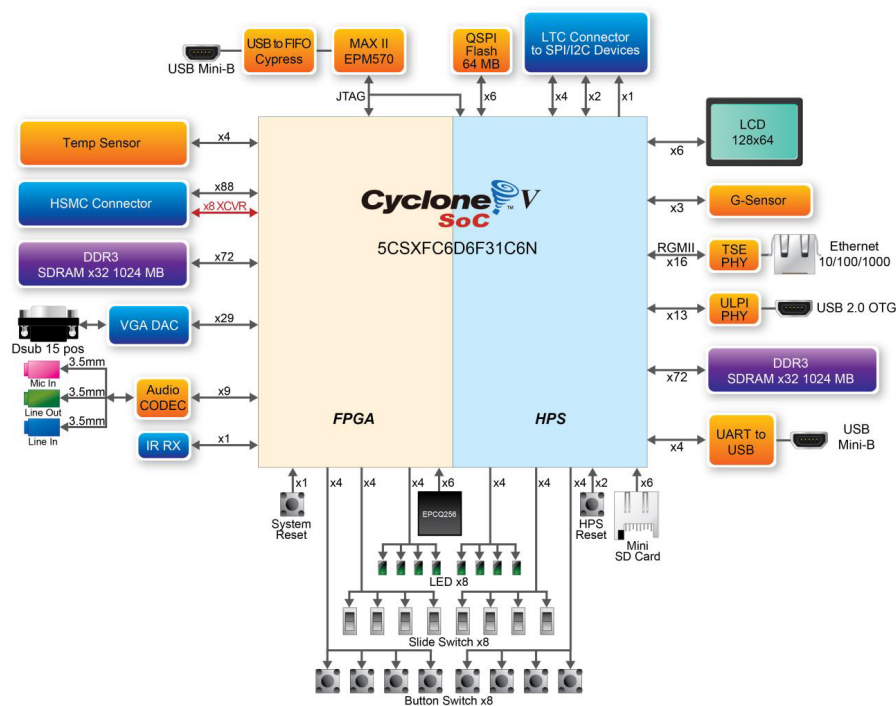 USB Mini-B
USB to FIFO
Cypress
MAX II
EPM570
QSPI
Flash
64 MB
LTC Connector
to SPI/I2C Devices
JTAG
x6
x4
x2
x1
Temp Sensor
x4
HSMC Connector
x88
x8 XCVR
DDR3
SDRAM x32 1024 MB
x72
Dsub 15 pos
VGA DAC
x29
3.5mm
Mic In
3.5mm
Line Out
3.5mm
Line In
Audio
CODEC
x9
IR RX
x1
Cyclone V
TM
SoC
5CSXFC6D6F31C6N
FPGA
HPS
x6
LCD
128x64
x3
G-Sensor
RGMII
x16
TSE
PHY
Ethernet
10/100/1000
x13
ULPI
PHY
USB 2.0 OTG
x72
DDR3
SDRAM x32 1024 MB
x4
UART to
USB
USB
Mini-B
x1
x4
x4
x4
x6
x4
x4
x4
x2
x6
System
Reset
EPCQ256
HPS
Reset
Mini
SD Card
LED x8
Slide Switch x8
Button Switch x8